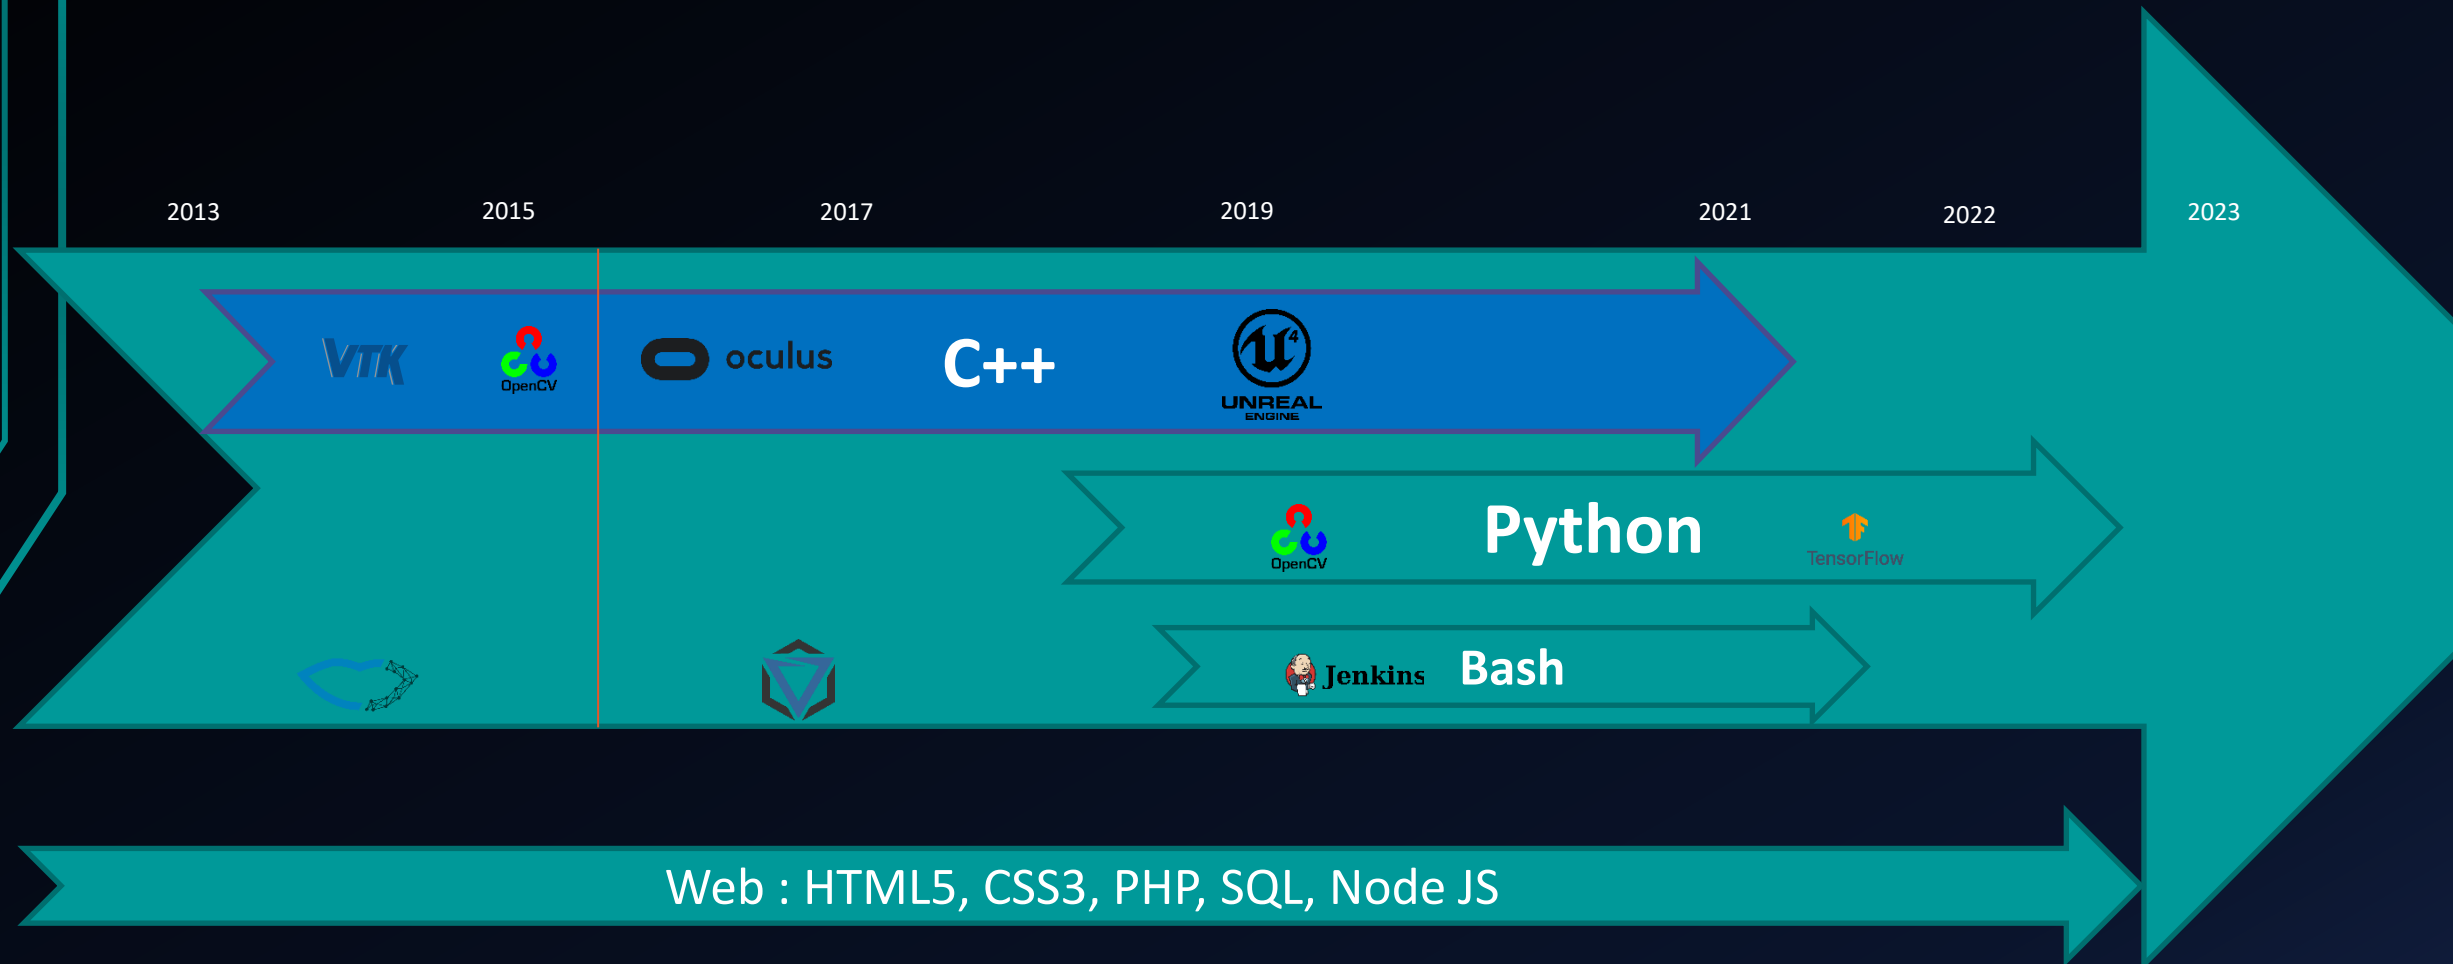 2013 2015 2017 2019 2021 2022 2023
VTK OpenCV oculus C++ UNREAL ENGINE 4
OpenCV Python TensorFlow
Jenkins Bash
Web : HTML5, CSS3, PHP, SQL, Node JS